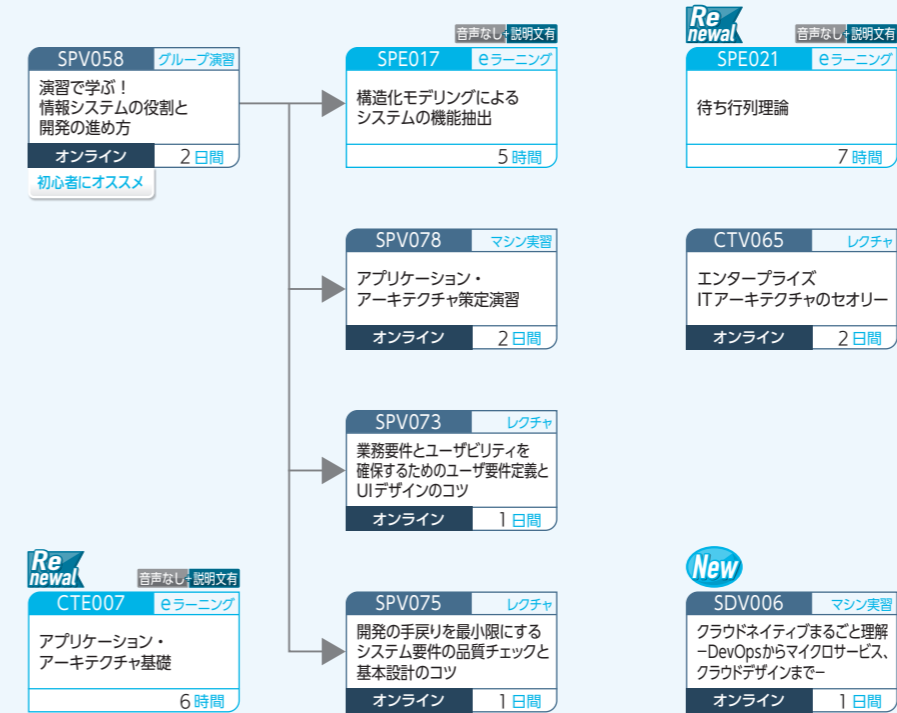 SPV058 グループ演習
演習で学ぶ！
情報システムの役割と
開発の進め方
オンライン 2日間
初心者にオススメ
音声なし+説明文有
SPE017 eラーニング
構造化モデリングによる
システムの機能抽出
5時間
Re
newal
音声なし+説明文有
SPE021 eラーニング
待ち行列理論
7時間
SPV078 マシン実習
アプリケーション・
アーキテクチャ策定演習
オンライン 2日間
CTV065 レクチャ
エンタープライズ
ITアーキテクチャのセオリー
オンライン 2日間
SPV073 レクチャ
業務要件とユーザビリティを
確保するためのユーザ要件定義と
UIデザインのコツ
オンライン 1日間
Re
newal
音声なし+説明文有
CTE007 eラーニング
アプリケーション・
アーキテクチャ基礎
6時間
SPV075 レクチャ
開発の手戻りを最小限にする
システム要件の品質チェックと
基本設計のコツ
オンライン 1日間
New
SDV006 マシン実習
クラウドネイティブまるごと理解
−DevOpsからマイクロサービス、
クラウドデザインまで−
オンライン 1日間